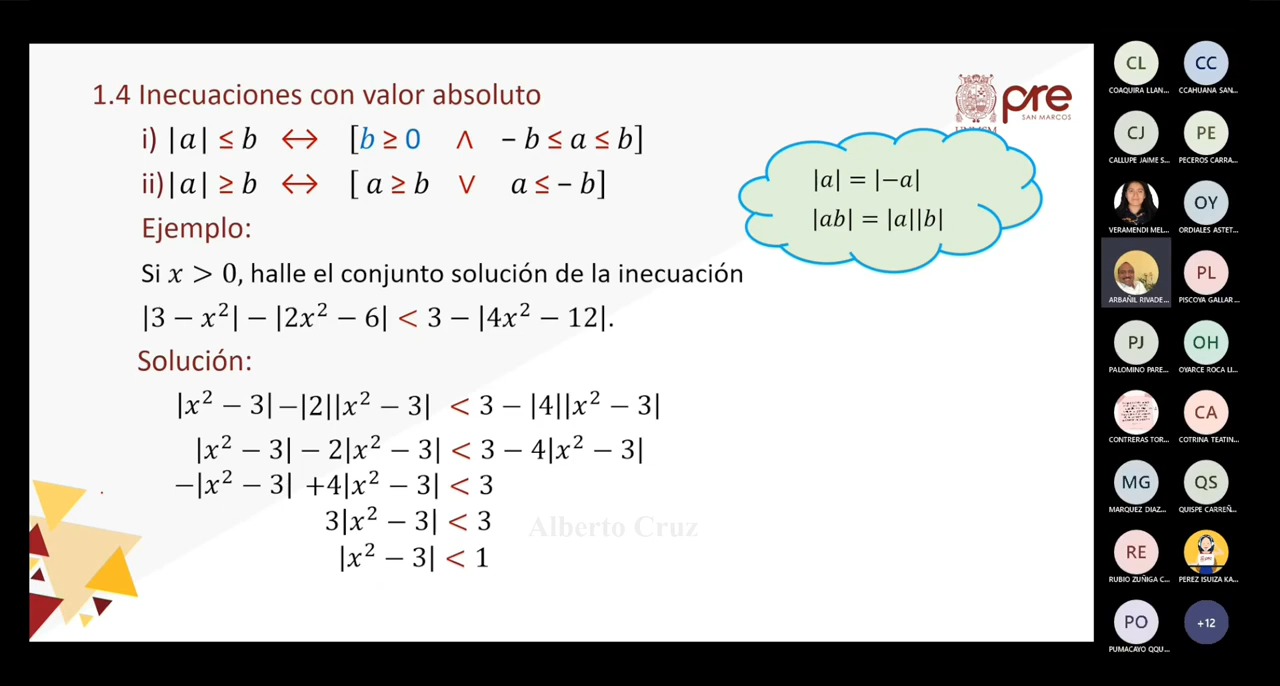 1.4 Inecuaciones con valor absoluto
i) |a| ≤ b ↔ [b ≥ 0 ∧ − b ≤ a ≤ b]
ii)|a| ≥ b ↔ [ a ≥ b ∨ a ≤ − b]
Ejemplo:
Si x > 0, halle el conjunto solución de la inecuación
|3 − x²| − |2x² − 6| < 3 − |4x² − 12|.
Solución:
|x² − 3| −|2||x² − 3| < 3 − |4||x² − 3|
|x² − 3| − 2|x² − 3| < 3 − 4|x² − 3|
−|x² − 3| +4|x² − 3| < 3
3|x² − 3| < 3
|x² − 3| < 1
pre
SAN MARCOS
|a| = |−a|
|ab| = |a||b|
Alberto Cruz
CL
CC
COAQUIRA LLAN...
CCAHUANA SAN...
CJ
PE
CALLUPE JAIME S...
PECEROS CARRA...
OY
VERAMENDI MEL...
ORDIALES ASTET...
PL
ARBAÑIL RIVADE...
PISCOYA GALLAR...
PJ
OH
PALOMINO PARE...
OYARCE ROCA LI...
CA
CONTRERAS TOR...
COTRINA TEATIN...
MG
QS
MARQUEZ DIAZ...
QUISPE CARREÑ...
RE
RUBIO ZUÑIGA C...
PEREZ ISUIZA KA...
PO
+12
PUMACAYO QQU...